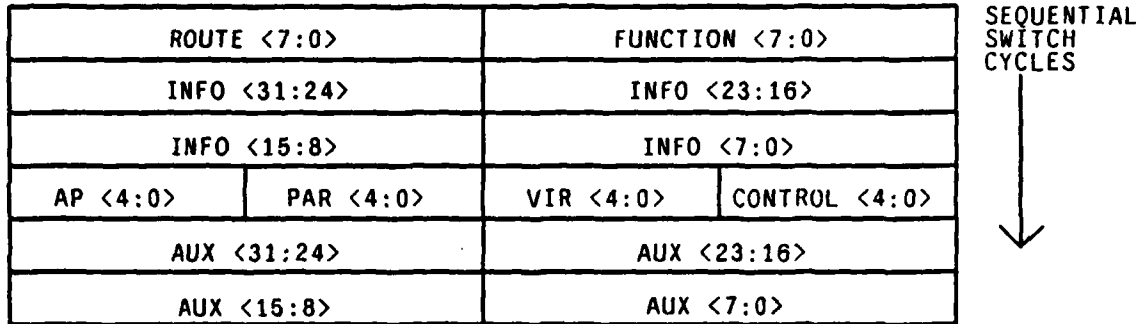 ROUTE <7:0> FUNCTION <7:0>
INFO <31:24> INFO <23:16>
INFO <15:8> INFO <7:0>
AP <4:0> PAR <4:0> VIR <4:0> CONTROL <4:0>
AUX <31:24> AUX <23:16>
AUX <15:8> AUX <7:0>
SEQUENTIAL
SWITCH
CYCLES